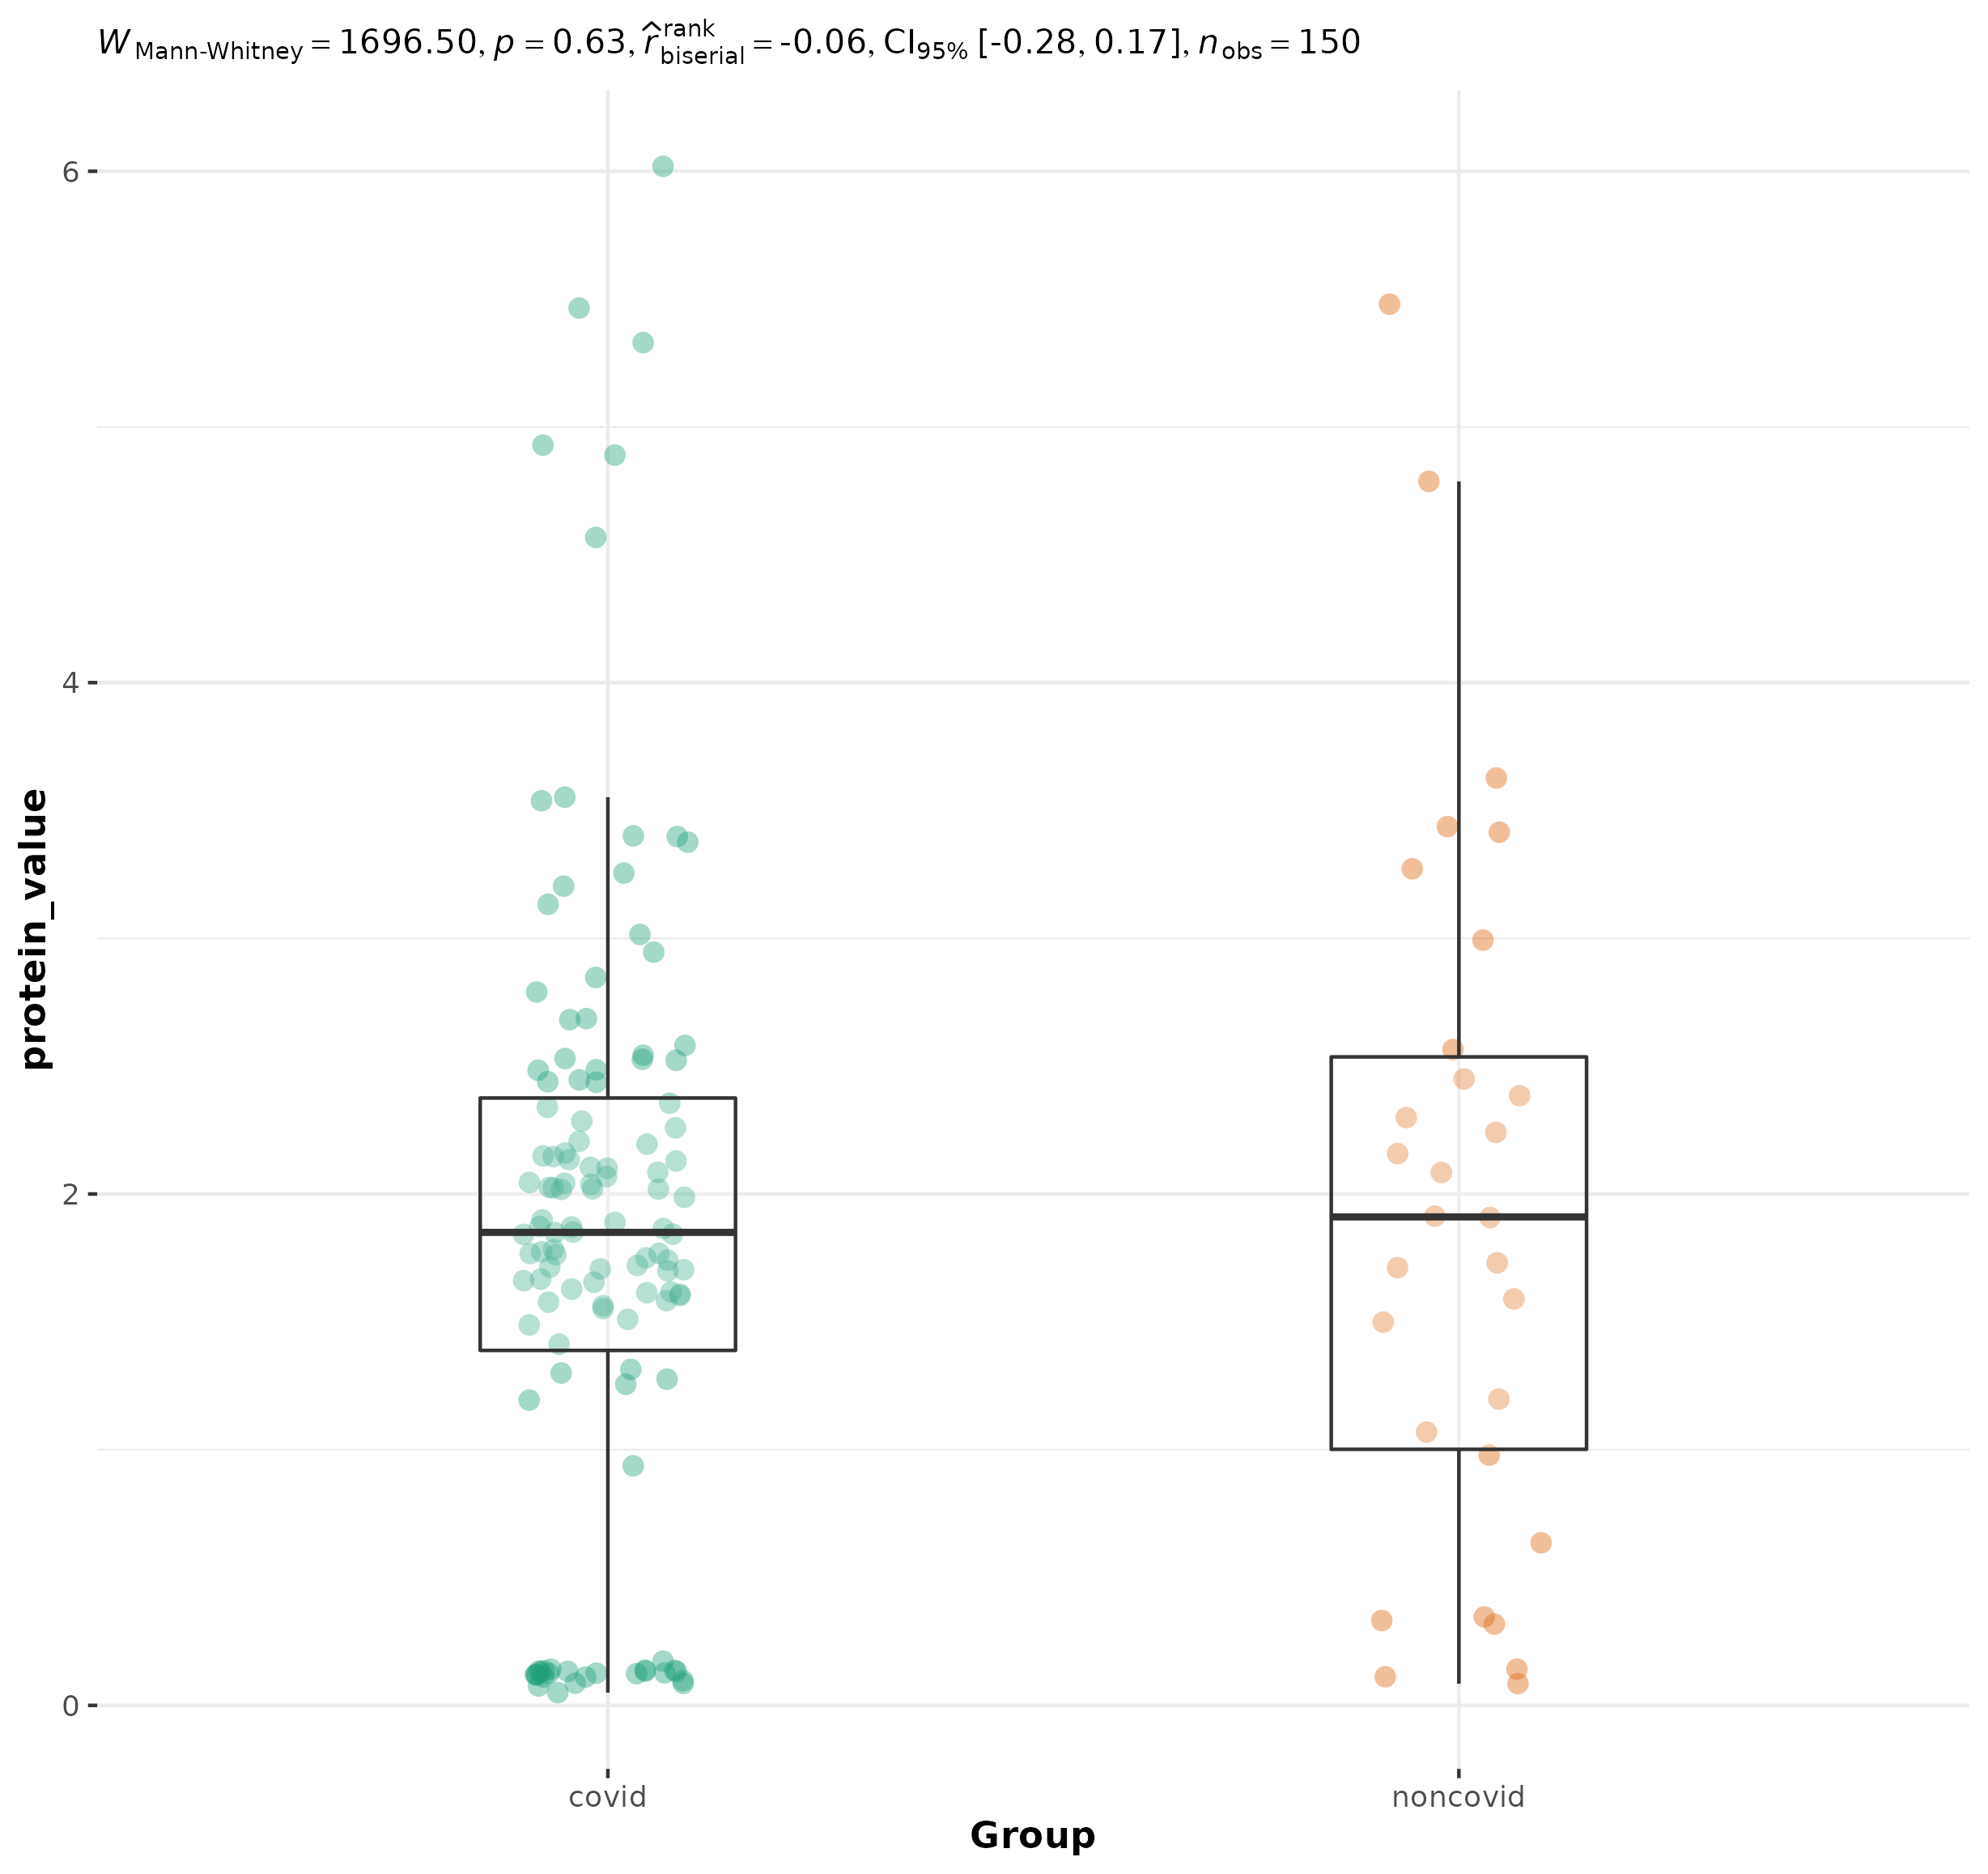 W Mann-Whitney = 1696.50, p = 0.63, r̂ rank biserial = -0.06, CI95% [-0.28, 0.17], nobs = 150
6
4
2
0
protein_value
covid noncovid
Group